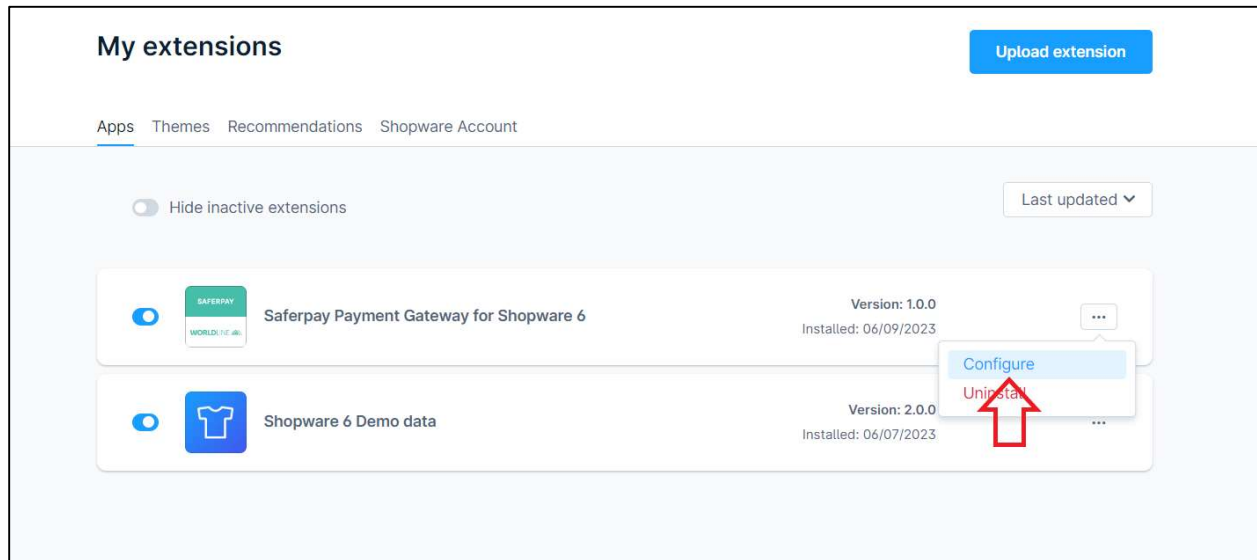 My extensions
Upload extension
Apps Themes Recommendations Shopware Account
Hide inactive extensions
Last updated
SAFERPAY
WORLDLINE
Saferpay Payment Gateway for Shopware 6
Version: 1.0.0
Installed: 06/09/2023
...
Configure
Uninstall
Shopware 6 Demo data
Version: 2.0.0
Installed: 06/07/2023
...